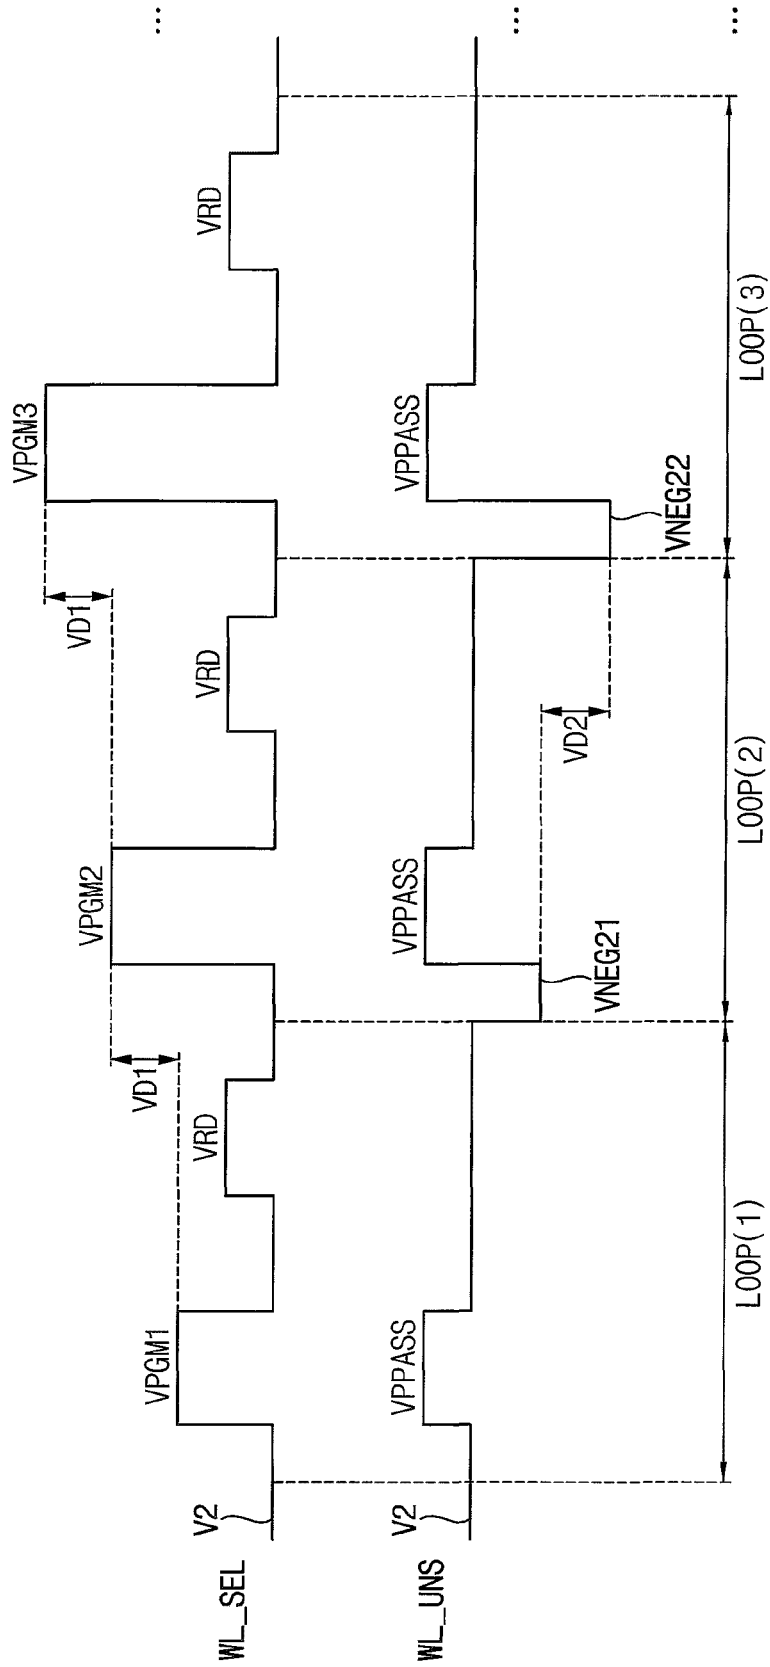 VPGM3
VD1
VPGM2
VD1
VPGM1
VRD
VRD
VRD
V2
WL_SEL
...
VPPASS
VPPASS
VPPASS
V2
WL_UNS
...
VNEG21
VD2
VNEG22
LOOP(1)
LOOP(2)
LOOP(3)
...